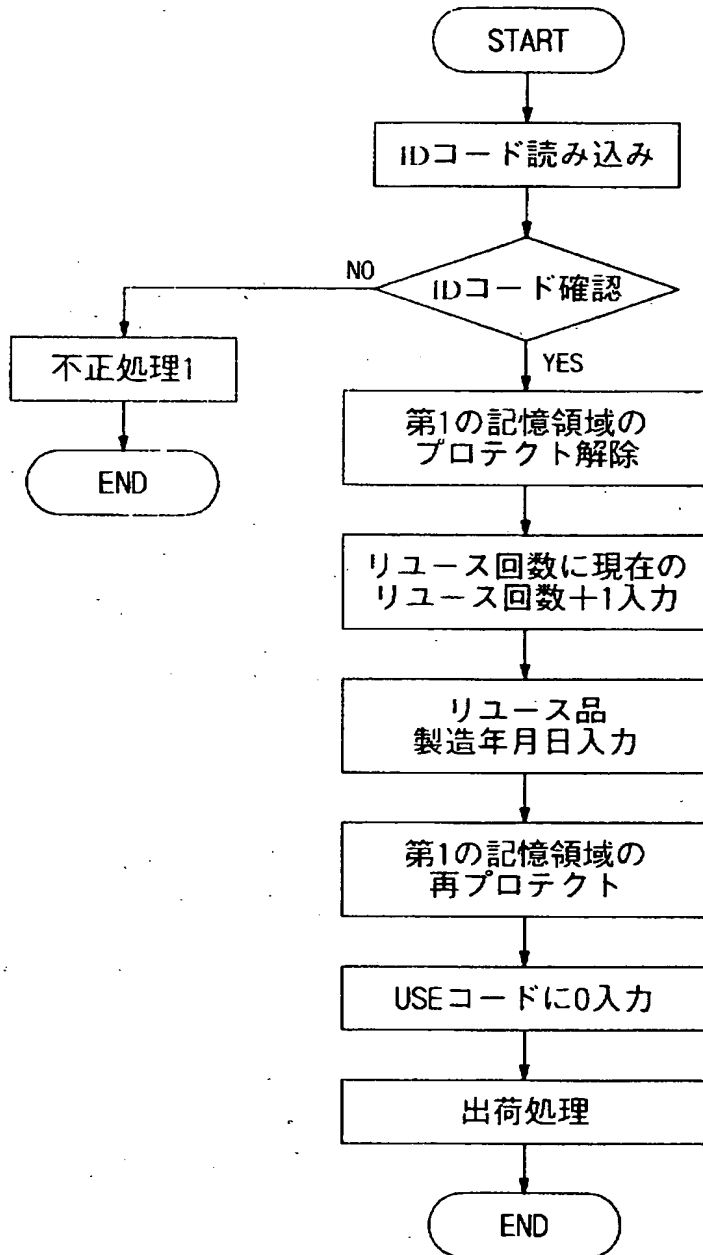 START
IDコード読み込み
IDコード確認
NO
YES
不正処理1
END
第1の記憶領域の
プロテクト解除
リユース回数に現在の
リユース回数+1入力
リユース品
製造年月日入力
第1の記憶領域の
再プロテクト
USEコードに0入力
出荷処理
END